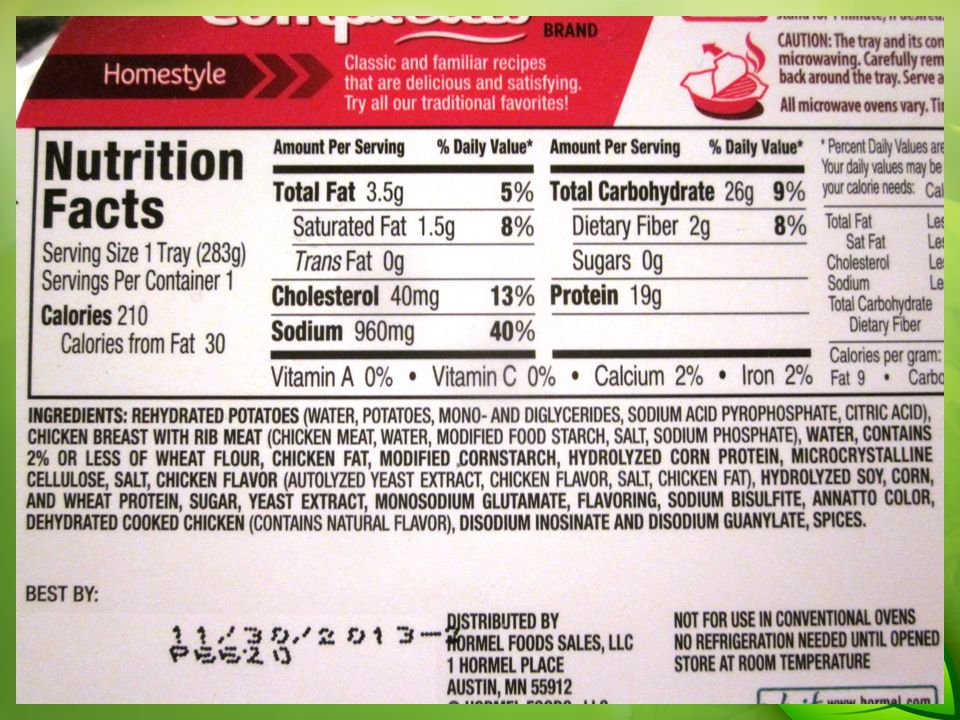 BRAND
Homestyle
Classic and familiar recipes
that are delicious and satisfying.
Try all our traditional favorites!
CAUTION: The tray and its
microwaving. Carefully
back around the tray. Serve
All microwave ovens vary.
Nutrition
Facts
Serving Size 1 Tray (283g)
Servings Per Container 1
Calories 210
Calories from Fat 30
Amount Per Serving % Daily Value*
Total Fat 3.5g 5%
Saturated Fat 1.5g 8%
Trans Fat 0g
Cholesterol 40mg 13%
Sodium 960mg 40%
Amount Per Serving % Daily Value*
Total Carbohydrate 26g 9%
Dietary Fiber 2g 8%
Sugars 0g
Protein 19g
Vitamin A 0% • Vitamin C 0% • Calcium 2% • Iron 2%
* Percent Daily Values are
Your daily values may be
your calorie needs:
Total Fat
Sat Fat
Cholesterol
Sodium
Total Carbohydrate
Dietary Fiber
Calories per gram:
Fat 9 •
INGREDIENTS: REHYDRATED POTATOES (WATER, POTATOES, MONO- AND DIGLYCERIDES, SODIUM ACID PYROPHOSPHATE, CITRIC ACID),
CHICKEN BREAST WITH RIB MEAT (CHICKEN MEAT, WATER, MODIFIED FOOD STARCH, SALT, SODIUM PHOSPHATE), WATER, CONTAINS
2% OR LESS OF WHEAT FLOUR, CHICKEN FAT, MODIFIED CORNSTARCH, HYDROLYZED CORN PROTEIN, MICROCRYSTALLINE
CELLULOSE, SALT, CHICKEN FLAVOR (AUTOLYZED YEAST EXTRACT, CHICKEN FLAVOR, SALT, CHICKEN FAT), HYDROLYZED SOY, CORN,
AND WHEAT PROTEIN, SUGAR, YEAST EXTRACT, MONOSODIUM GLUTAMATE, FLAVORING, SODIUM BISULFITE, ANNATTO COLOR,
DEHYDRATED COOKED CHICKEN (CONTAINS NATURAL FLAVOR), DISODIUM INOSINATE AND DISODIUM GUANYLATE, SPICES.
BEST BY:
11/30/2013
DISTRIBUTED BY
HORMEL FOODS SALES, LLC
1 HORMEL PLACE
AUSTIN, MN 55912
NOT FOR USE IN CONVENTIONAL OVENS
NO REFRIGERATION NEEDED UNTIL OPENED
STORE AT ROOM TEMPERATURE
www.hormel.com